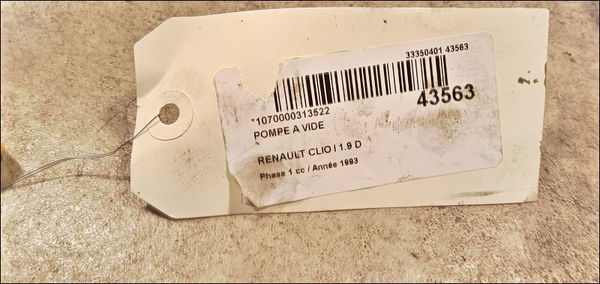 33350401 43563
43563
*1070000313522
POMPE A VIDE
RENAULT CLIO I 1.9 D
Phase 1 cc / Année 1993